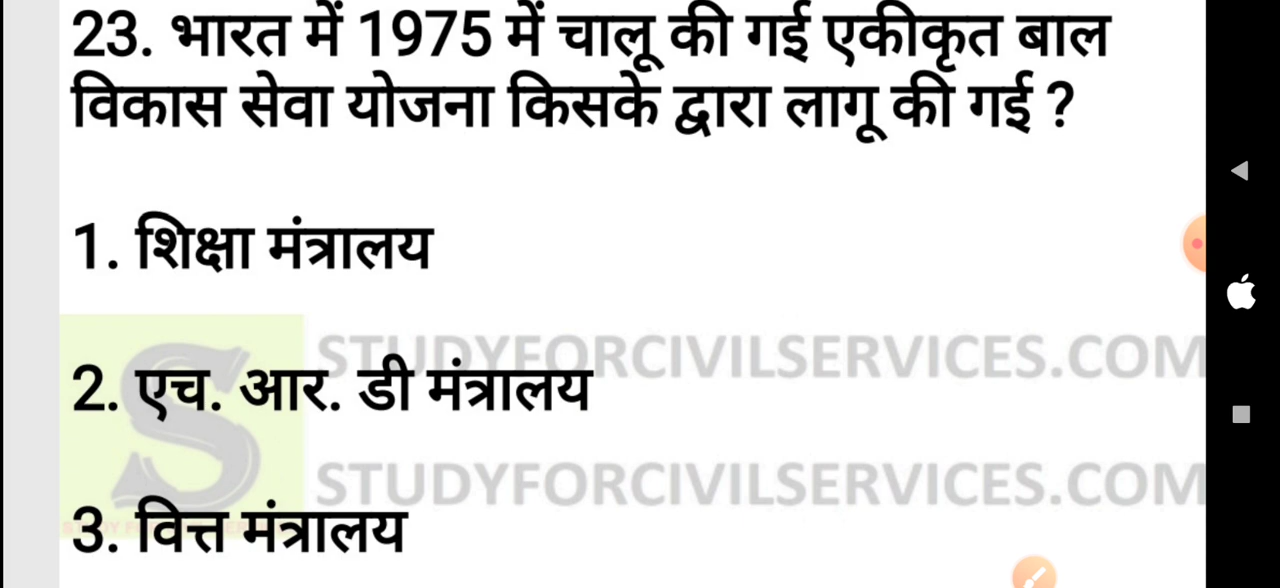 23. भारत में 1975 में चालू की गई एकीकृत बाल
विकास सेवा योजना किसके द्वारा लागू की गई ?
1. शिक्षा मंत्रालय
STUDYFORCIVILSERVICES.COM
2. एच. आर. डी मंत्रालय
STUDYFORCIVILSERVICES.COM
3. वित्त मंत्रालय